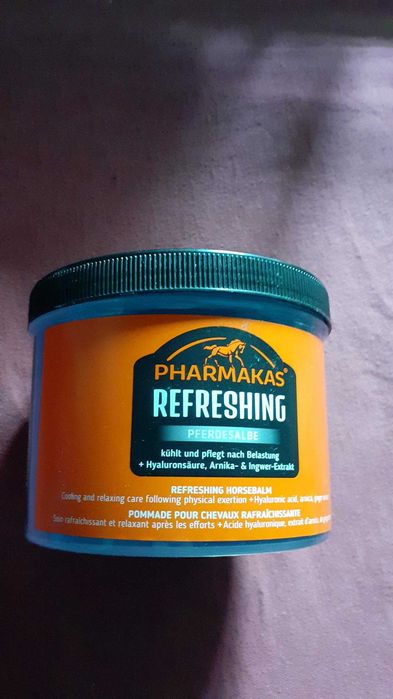 PHARMAKAS®
REFRESHING
PFERDESALBE
kühlt und pflegt nach Belastung
+ Hyaluronsäure, Arnika- & Ingwer-Extrakt
REFRESHING HORSEBALM
Cooling and relaxing care following physical exertion + Hyaluronic acid, arnica,
POMMADE POUR CHEVAUX RAFRAÎCHISSANTE
Soin rafraîchissant et relaxant après les efforts + Acide hyaluronique, extrait d'arnica,